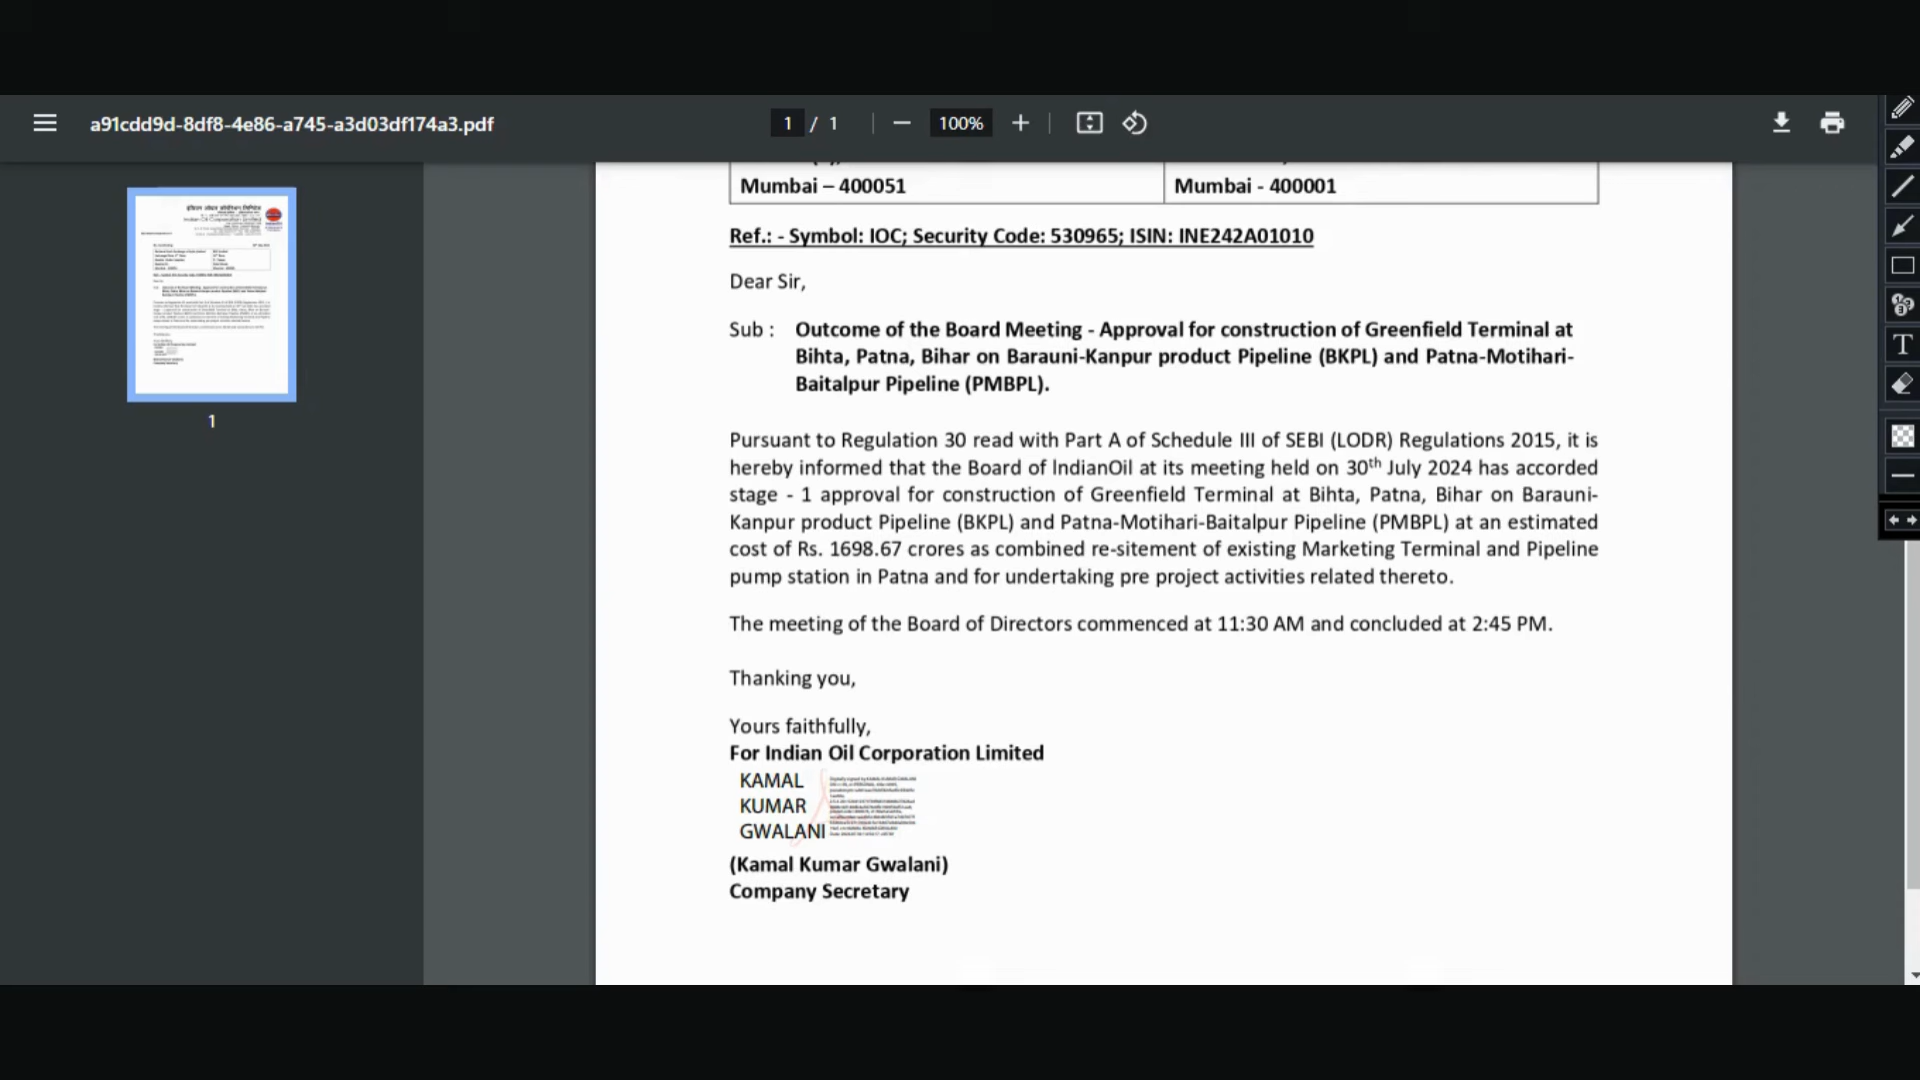 a91cdd9d-8df8-4e86-a745-a3d03df174a3.pdf
1 / 1
100%
Mumbai – 400051
Mumbai - 400001
Ref.: - Symbol: IOC; Security Code: 530965; ISIN: INE242A01010
Dear Sir,
Sub : Outcome of the Board Meeting - Approval for construction of Greenfield Terminal at
Bihta, Patna, Bihar on Barauni-Kanpur product Pipeline (BKPL) and Patna-Motihari-
Baitalpur Pipeline (PMBPL).
Pursuant to Regulation 30 read with Part A of Schedule III of SEBI (LODR) Regulations 2015, it is
hereby informed that the Board of IndianOil at its meeting held on 30th July 2024 has accorded
stage - 1 approval for construction of Greenfield Terminal at Bihta, Patna, Bihar on Barauni-
Kanpur product Pipeline (BKPL) and Patna-Motihari-Baitalpur Pipeline (PMBPL) at an estimated
cost of Rs. 1698.67 crores as combined re-sitement of existing Marketing Terminal and Pipeline
pump station in Patna and for undertaking pre project activities related thereto.
The meeting of the Board of Directors commenced at 11:30 AM and concluded at 2:45 PM.
Thanking you,
Yours faithfully,
For Indian Oil Corporation Limited
KAMAL
KUMAR
GWALANI
(Kamal Kumar Gwalani)
Company Secretary
1
T